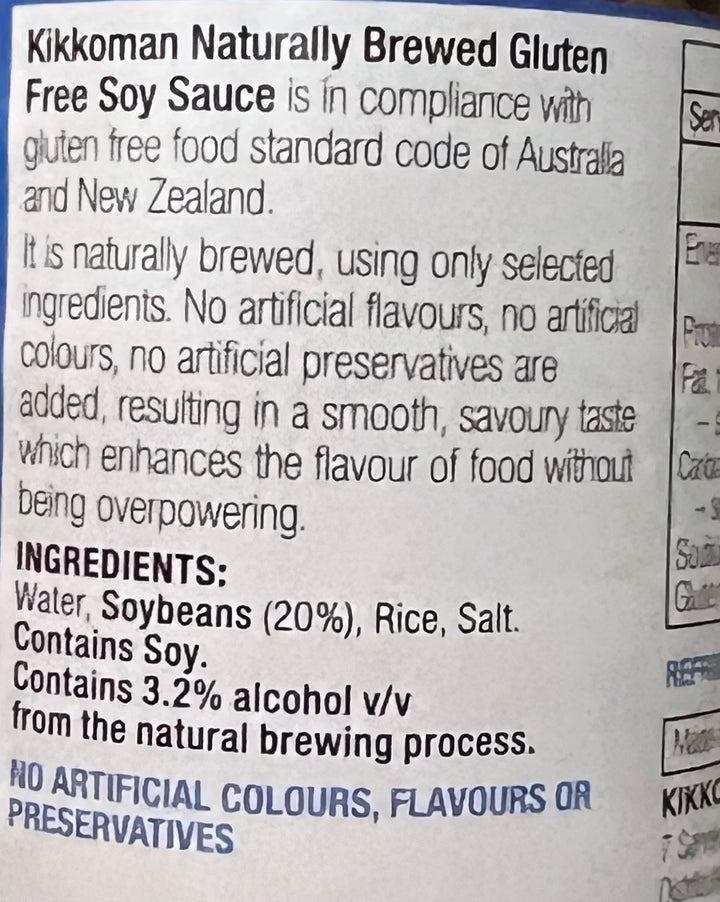 Kikkoman Naturally Brewed Gluten
Free Soy Sauce is in compliance with
gluten free food standard code of Australia
and New Zealand.
It is naturally brewed, using only selected
ingredients. No artificial flavours, no artificial
colours, no artificial preservatives are
added, resulting in a smooth, savoury taste
which enhances the flavour of food without
being overpowering.
INGREDIENTS:
Water, Soybeans (20%), Rice, Salt.
Contains Soy.
Contains 3.2% alcohol v/v
from the natural brewing process.
NO ARTIFICIAL COLOURS, FLAVOURS OR
PRESERVATIVES